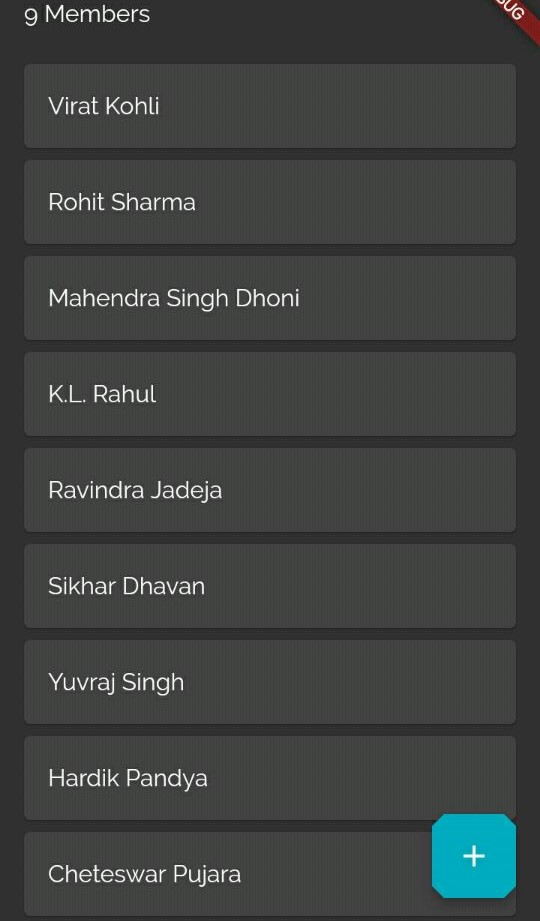 9 Members
UG
Virat Kohli
Rohit Sharma
Mahendra Singh Dhoni
K.L. Rahul
Ravindra Jadeja
Sikhar Dhavan
Yuvraj Singh
Hardik Pandya
Cheteswar Pujara
+